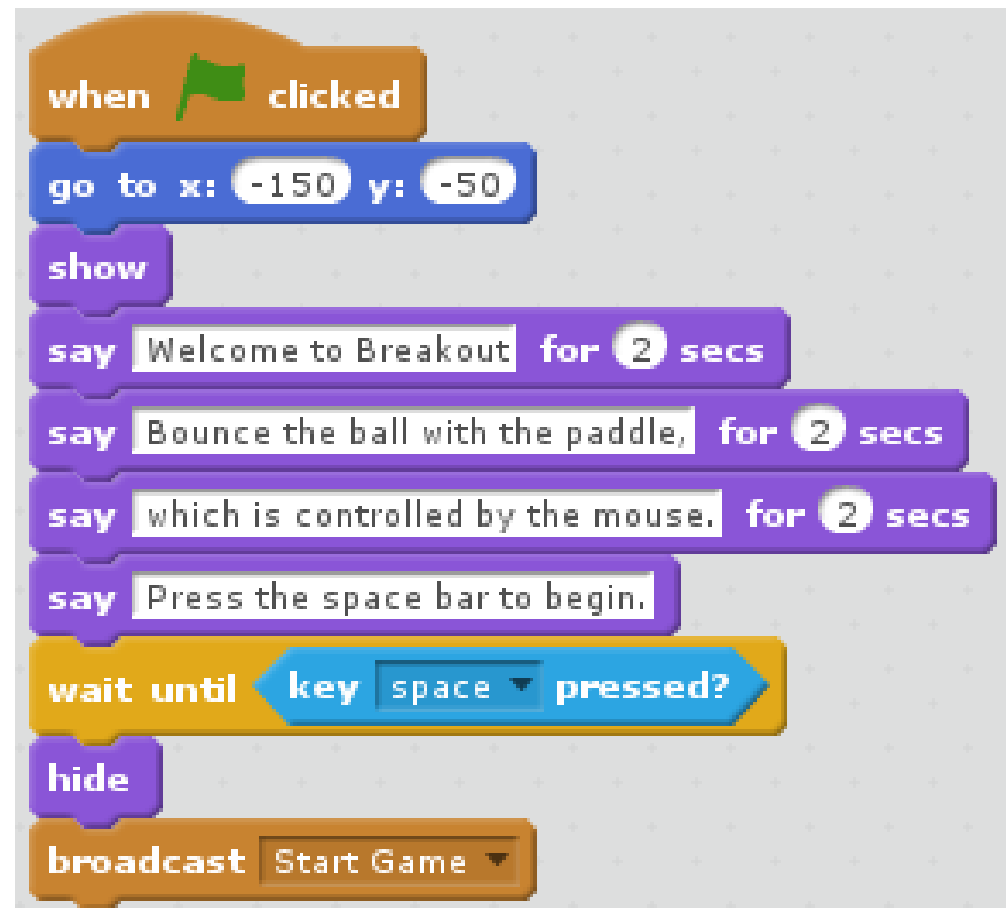 when clicked
go to x: -150 y: -50
show
say Welcome to Breakout for 2 secs
say Bounce the ball with the paddle, for 2 secs
say which is controlled by the mouse. for 2 secs
say Press the space bar to begin.
wait until key space pressed?
hide
broadcast Start Game